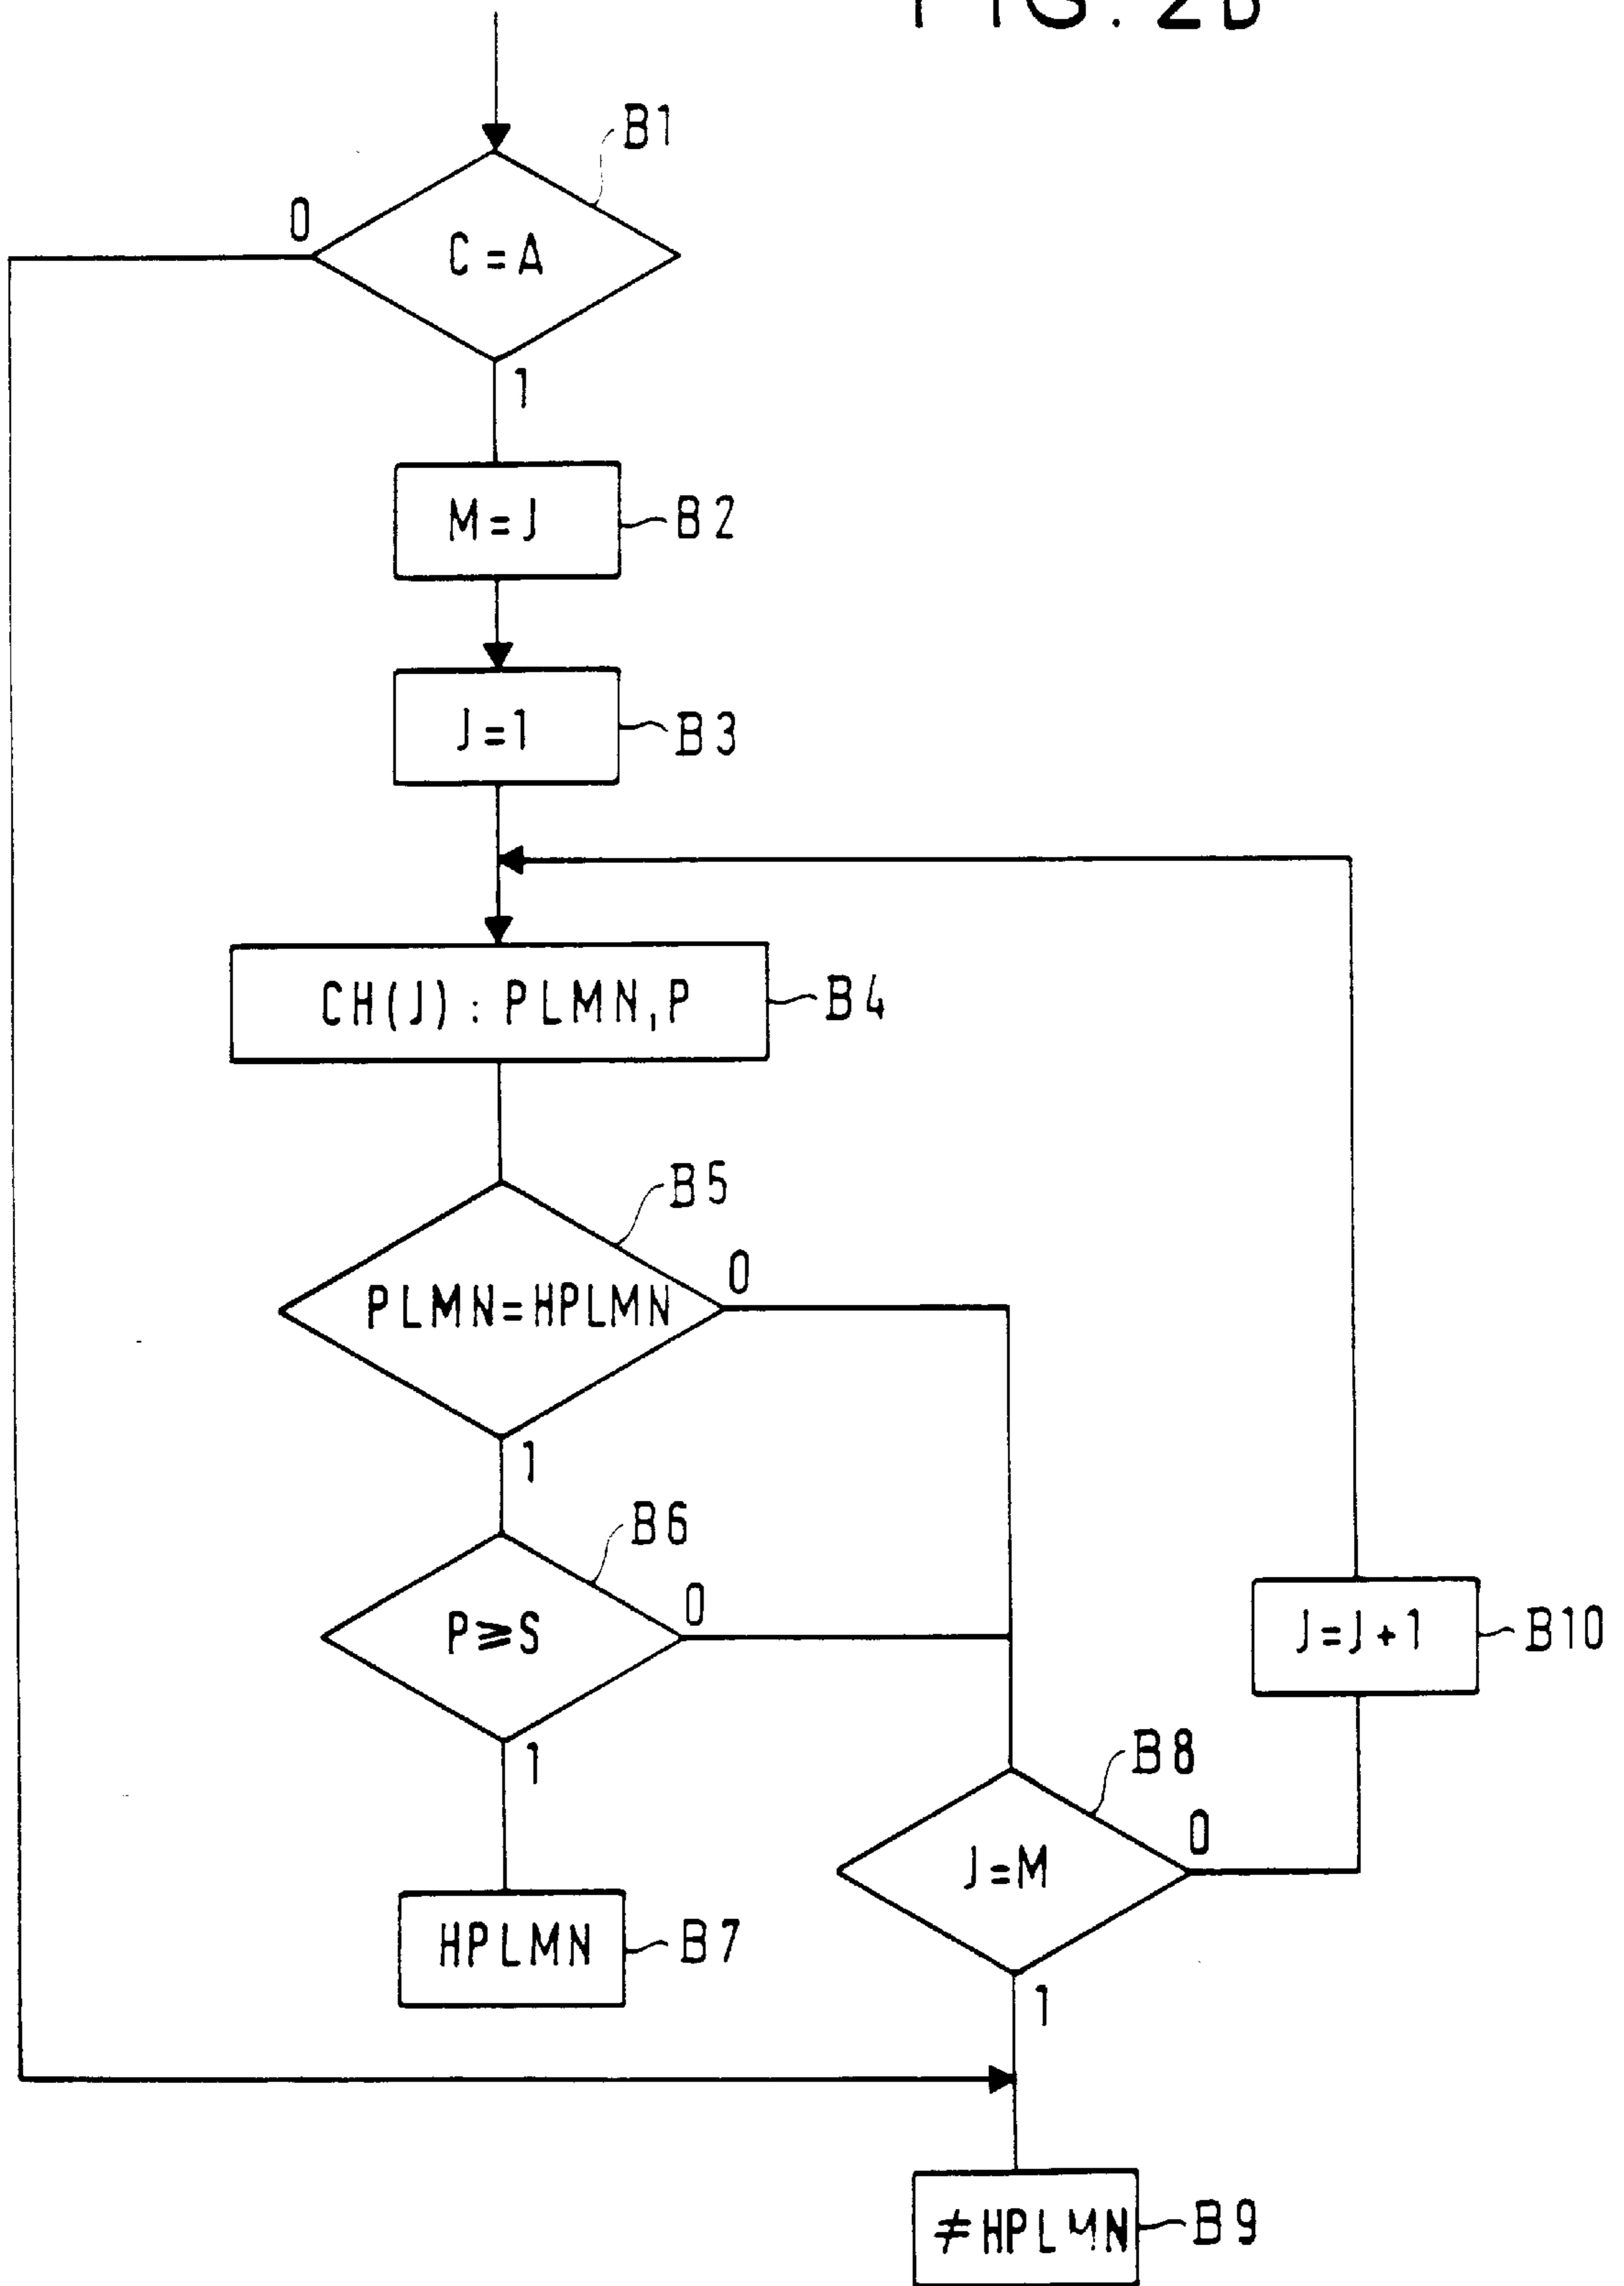 FIG. 2B
B1
0
C=A
1
M=J
B2
J=1
B3
CH(J): PLMN,P
B4
B5
PLMN=HPLMN
0
1
B6
P≥S
0
1
J=J+1
B10
B8
J=M
0
HPLMN
B7
1
≠HPLMN
B9